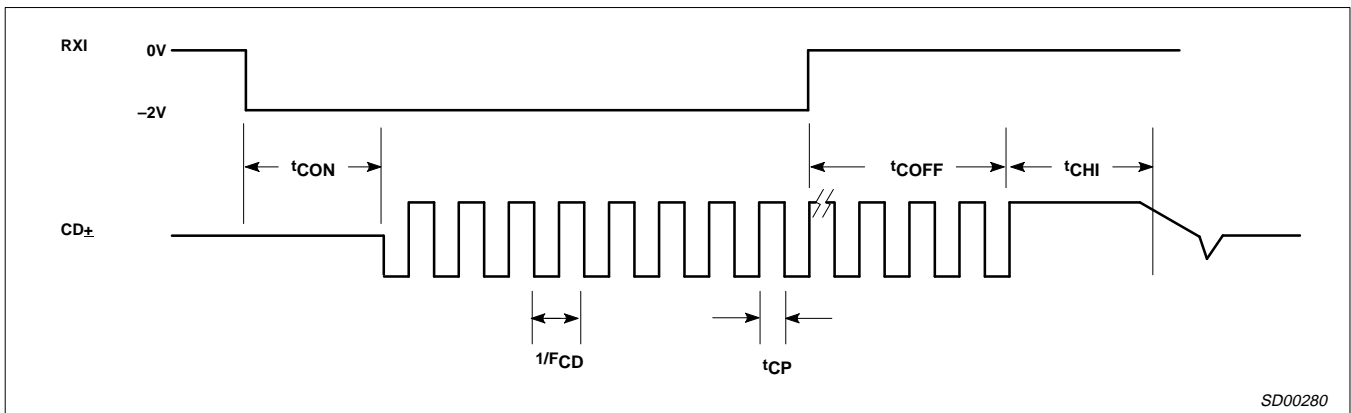 RXI
0V
–2V
tCON
tCOFF
tCHI
CD±
1/FCD
tCP
SD00280